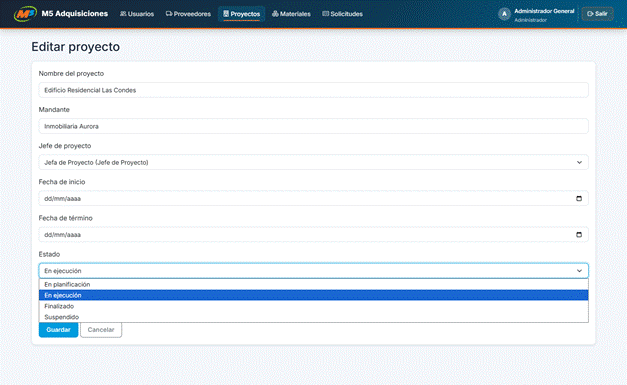 M5 M5 Adquisiciones Usuarios Proveedores Proyectos Materiales Solicitudes A Administrador General Salir
Administrador
Editar proyecto
Nombre del proyecto
Edificio Residencial Las Condes
Mandante
Inmobiliaria Aurora
Jefe de proyecto
Jefa de Proyecto (Jefe de Proyecto)
Fecha de inicio
dd/mm/aaaa
Fecha de término
dd/mm/aaaa
Estado
En ejecución
En planificación
En ejecución
Finalizado
Suspendido
Guardar Cancelar